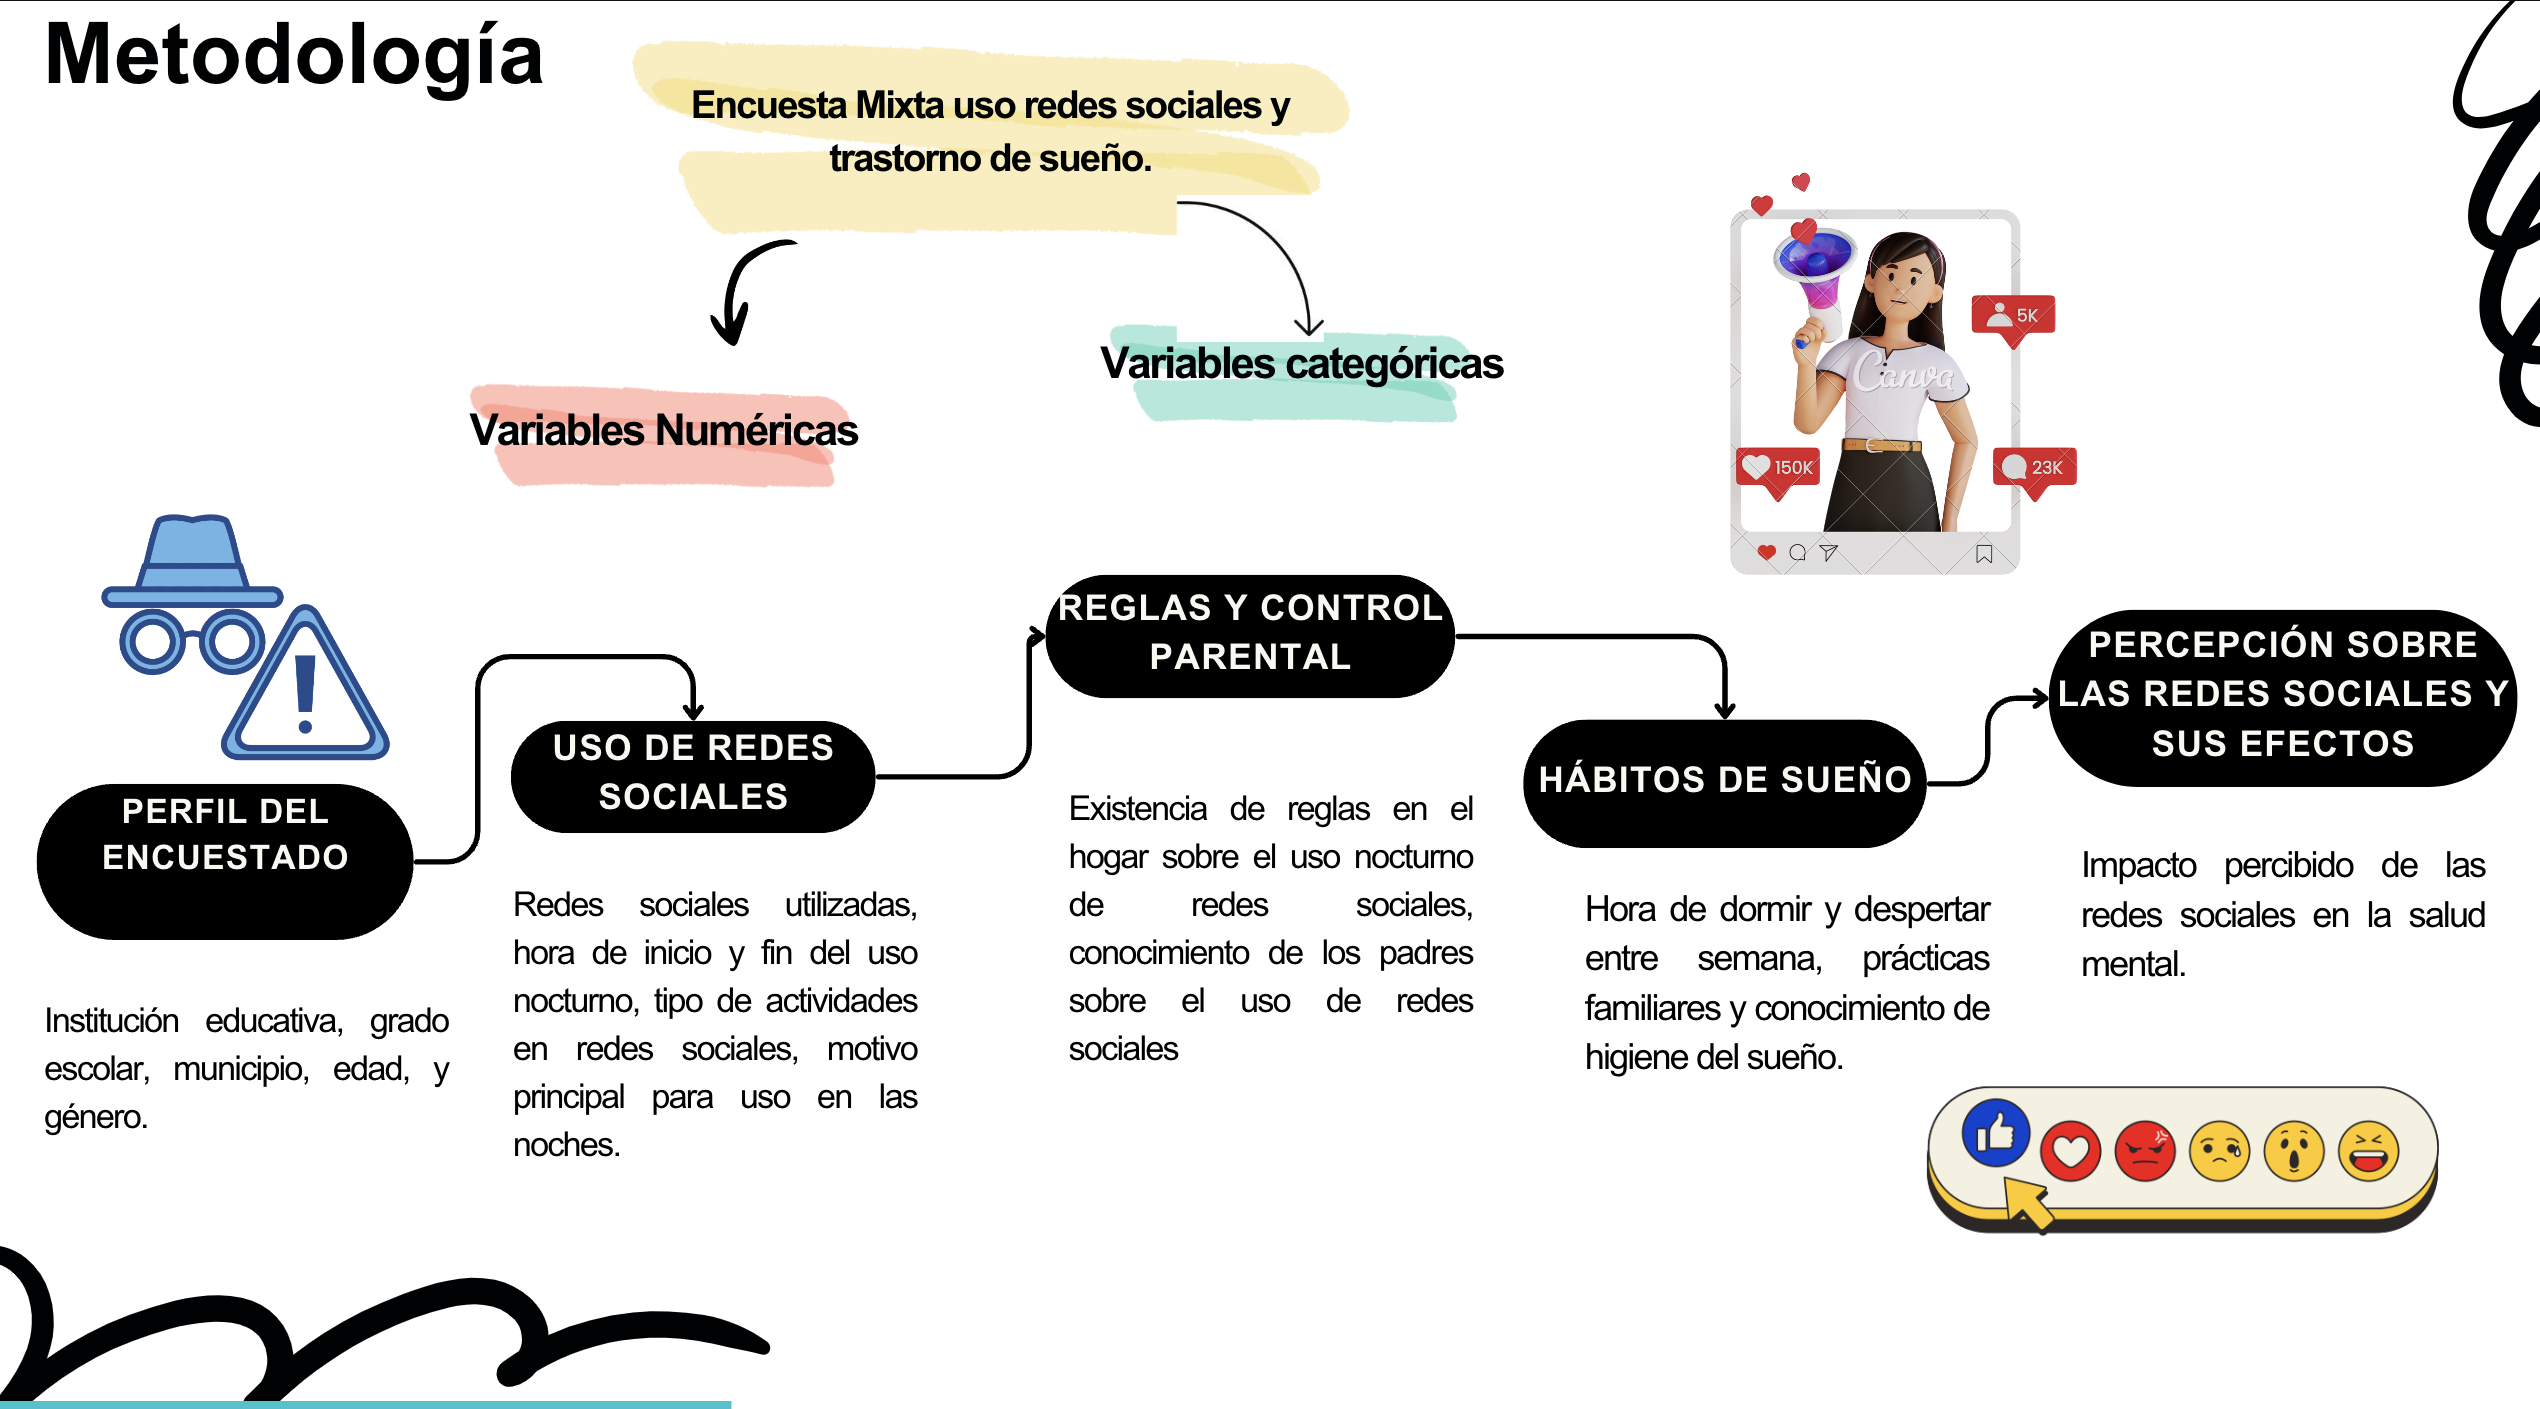 Metodología
Encuesta Mixta uso redes sociales y
trastorno de sueño.
Variables categóricas
Variables Numéricas
5K
Canva
150K
23K
PERFIL DEL
ENCUESTADO
Institución educativa, grado
escolar, municipio, edad, y
género.
USO DE REDES
SOCIALES
Redes sociales utilizadas,
hora de inicio y fin del uso
nocturno, tipo de actividades
en redes sociales, motivo
principal para uso en las
noches.
REGLAS Y CONTROL
PARENTAL
Existencia de reglas en el
hogar sobre el uso nocturno
de redes sociales,
conocimiento de los padres
sobre el uso de redes
sociales
HÁBITOS DE SUEÑO
Hora de dormir y despertar
entre semana, prácticas
familiares y conocimiento de
higiene del sueño.
PERCEPCIÓN SOBRE
LAS REDES SOCIALES Y
SUS EFECTOS
Impacto percibido de las
redes sociales en la salud
mental.